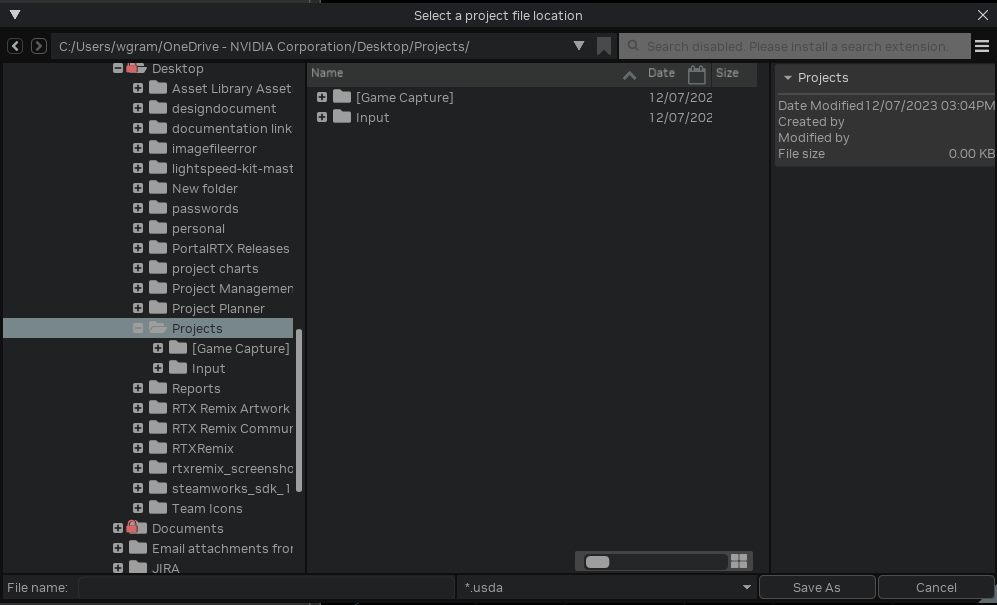 Select a project file location
C:/Users/wgram/OneDrive - NVIDIA Corporation/Desktop/Projects/
Search disabled. Please install a search extension.
Desktop
Asset Library Asset
designdocument
documentation link
imagefileerror
lightspeed-kit-mast
New folder
passwords
personal
PortalRTX Releases
project charts
Project Managemen
Project Planner
Projects
[Game Capture]
Input
Reports
RTX Remix Artwork
RTX Remix Commur
RTXRemix
rtxremix_screensho
steamworks_sdk_1
Team Icons
Documents
Email attachments fror
JIRA
Name Date Size
[Game Capture] 12/07/202
Input 12/07/202
Projects
Date Modified 12/07/2023 03:04PM
Created by
Modified by
File size 0.00 KB
File name: *.usda Save As Cancel